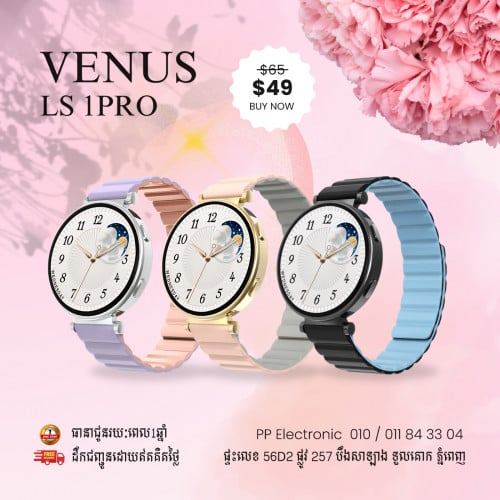 VENUS
LS 1PRO
$65
$49
BUY NOW
ធានាជូនរយៈពេល1ឆ្នាំ
ដឹកជញ្ជូនដោយឥតគិតថ្លៃ
FREE
PP Electronic 010 / 011 84 33 04
ផ្ទះលេខ 56D2 ផ្លូវ 257 បឹងសាឡាង ទួលគោក ភ្នំពេញ